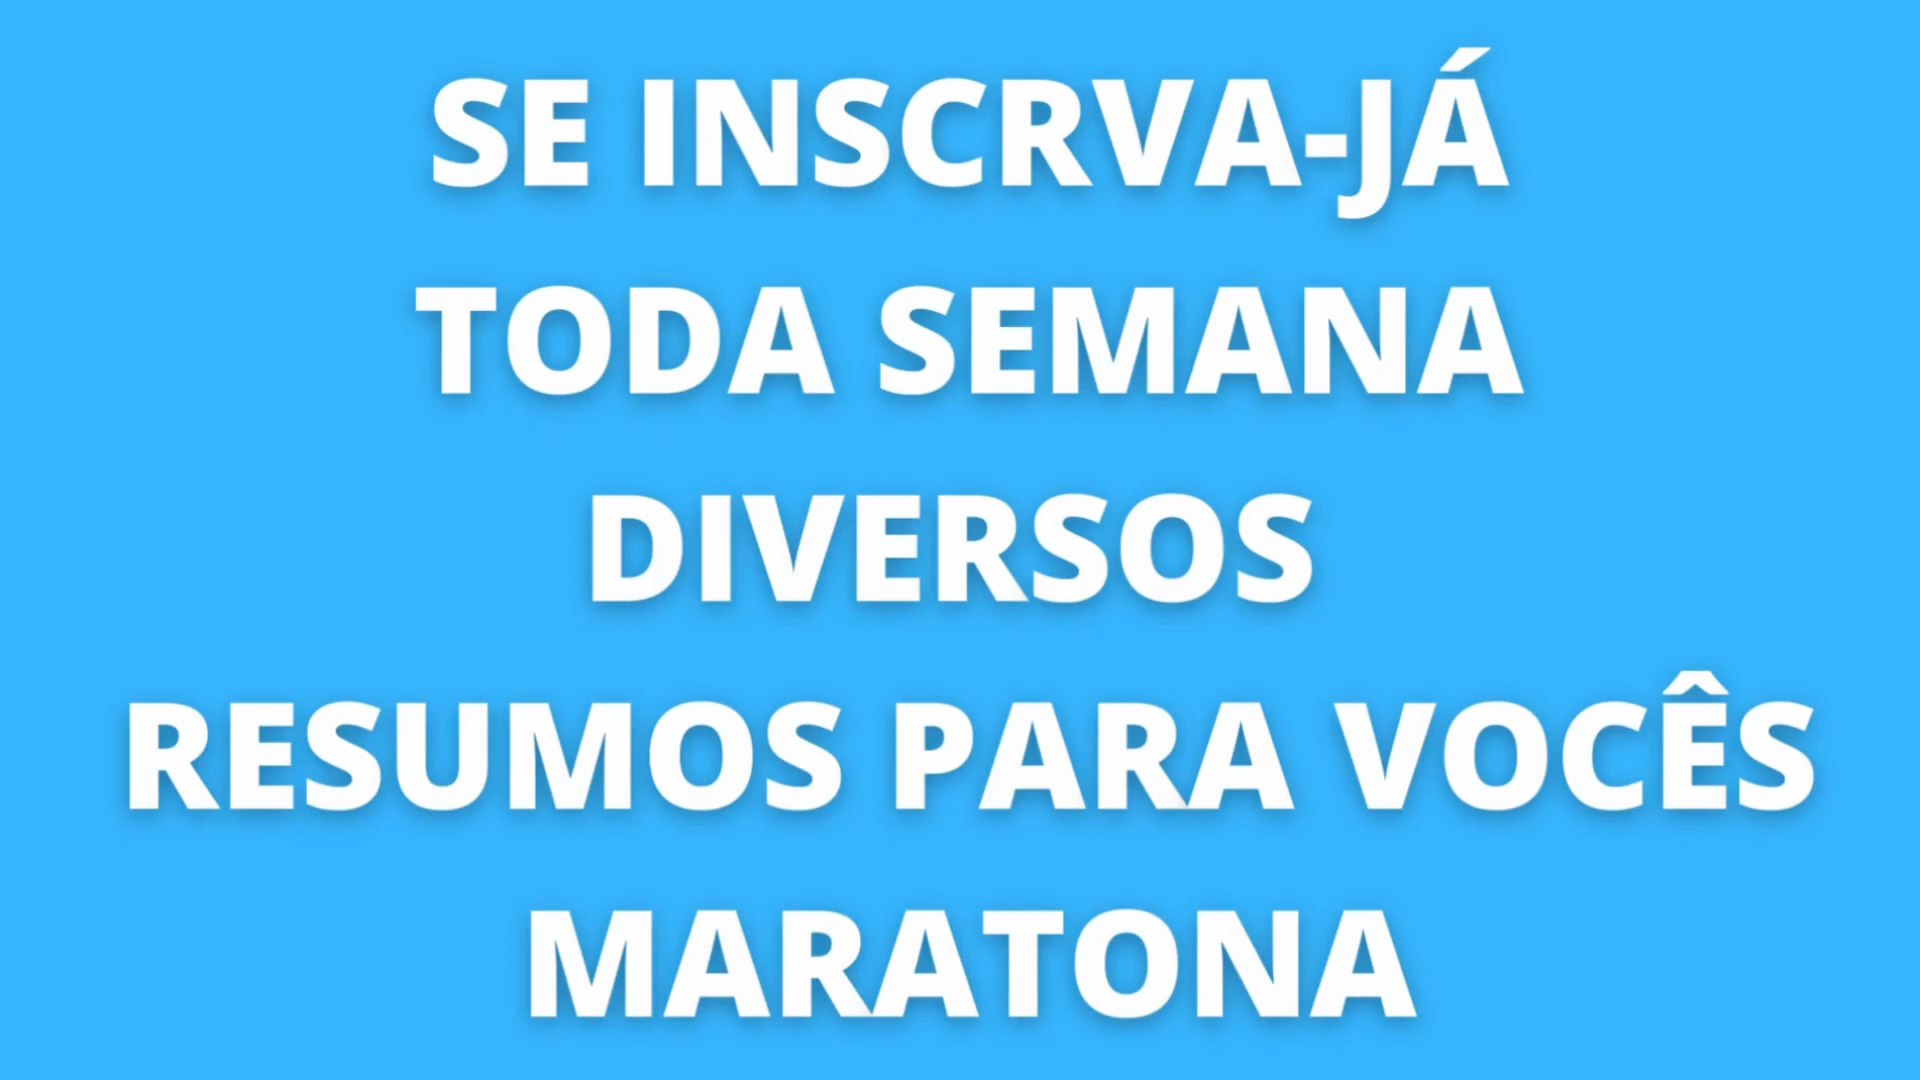 SE INSCRVA-JÁ
TODA SEMANA
DIVERSOS
RESUMOS PARA VOCÊS
MARATONA